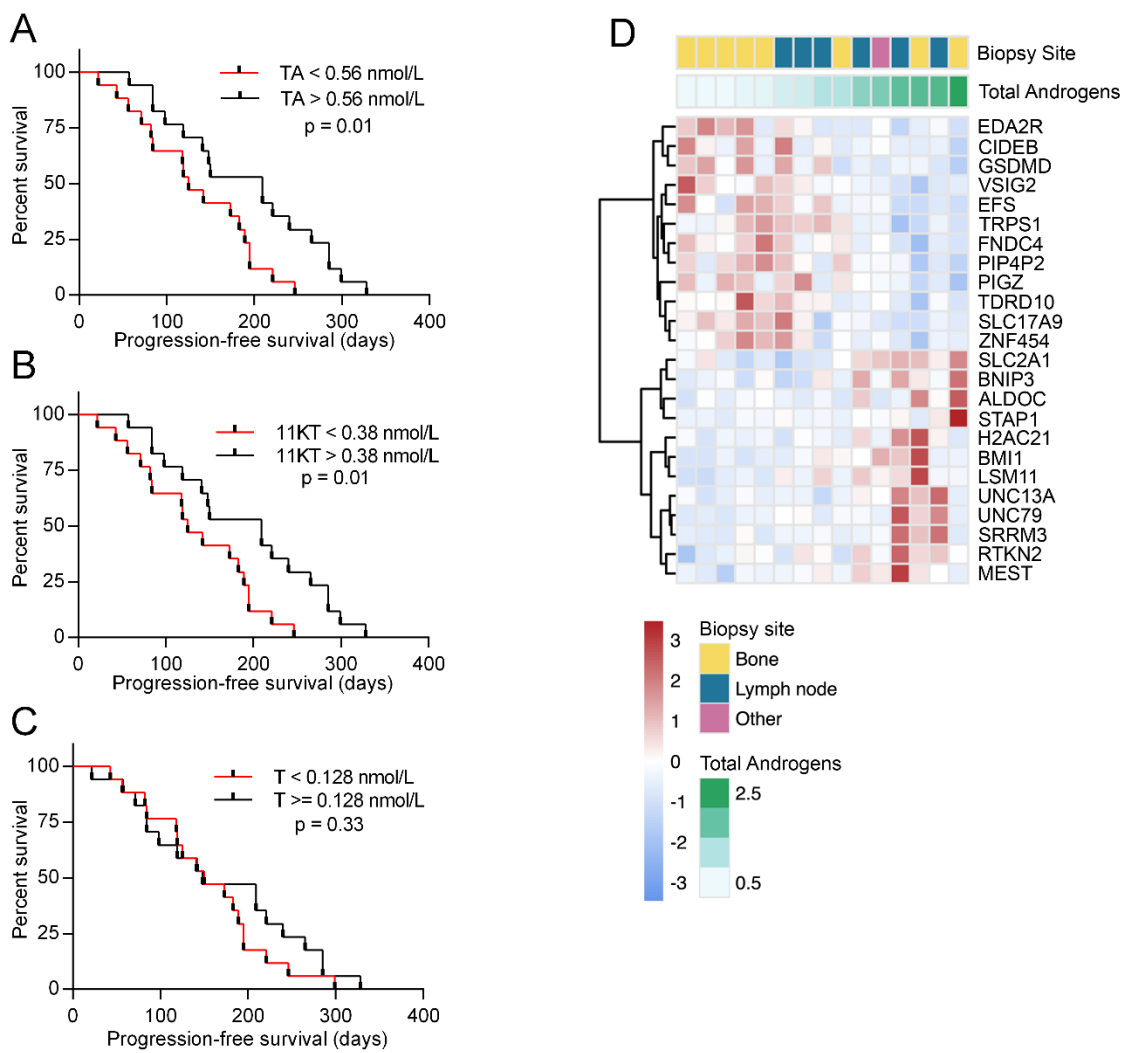 A
Percent survival
100
75
50
25
0
TA < 0.56 nmol/L
TA > 0.56 nmol/L
p = 0.01
0 100 200 300 400
Progression-free survival (days)
B
Percent survival
100
75
50
25
0
11KT < 0.38 nmol/L
11KT > 0.38 nmol/L
p = 0.01
0 100 200 300 400
Progression-free survival (days)
C
Percent survival
100
75
50
25
0
T < 0.128 nmol/L
T >= 0.128 nmol/L
p = 0.33
0 100 200 300 400
Progression-free survival (days)
D
Biopsy Site
Total Androgens
EDA2R
CIDEB
GSDMD
VSIG2
EFS
TRPS1
FNDC4
PIP4P2
PIGZ
TDRD10
SLC17A9
ZNF454
SLC2A1
BNIP3
ALDOC
STAP1
H2AC21
BMI1
LSM11
UNC13A
UNC79
SRRM3
RTKN2
MEST
3
2
1
0
-1
-2
-3
Biopsy site
Bone
Lymph node
Other
Total Androgens
2.5
0.5